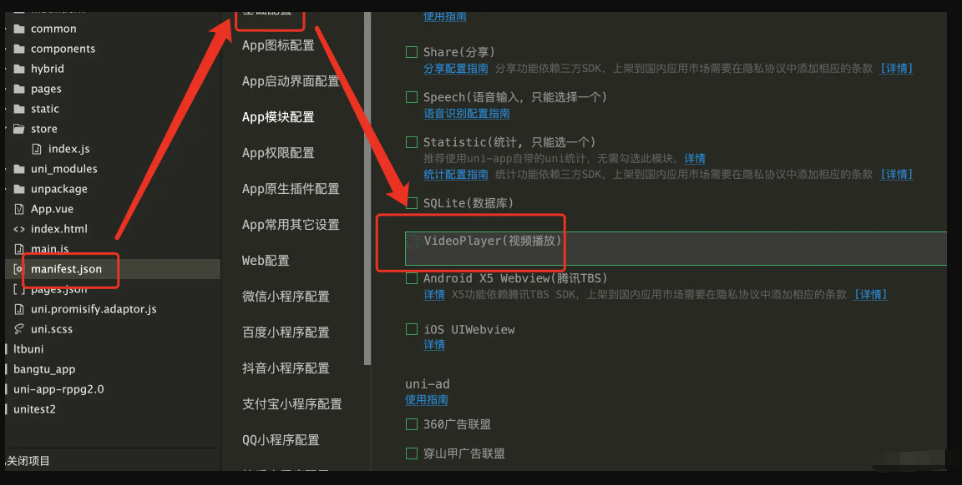 common
components
hybrid
pages
static
store
index.js
uni_modules
unpackage
App.vue
index.html
main.js
manifest.json
pages.json
uni.promisify.adaptor.js
uni.scss
ltbuni
bangtu_app
uni-app-rppg2.0
unitest2
关闭项目
基础配置
App图标配置
App启动界面配置
App模块配置
App权限配置
App原生插件配置
App常用其它设置
Web配置
微信小程序配置
百度小程序配置
抖音小程序配置
支付宝小程序配置
QQ小程序配置
使用指南
Share(分享)
分享配置指南 分享功能依赖三方SDK，上架到国内应用市场需要在隐私协议中添加相应的条款 [详情]
Speech(语音输入, 只能选择一个)
语音识别配置指南
Statistic(统计, 只能选一个)
推荐使用uni-app自带的uni统计，无需勾选此模块，详情
统计配置指南 统计功能依赖三方SDK，上架到国内应用市场需要在隐私协议中添加相应的条款 [详情]
SQLite(数据库)
VideoPlayer(视频播放)
Android X5 Webview(腾讯TBS)
详情 X5功能依赖腾讯TBS SDK，上架到国内应用市场需要在隐私协议中添加相应的条款 [详情]
iOS UIWebview
详情
uni-ad
使用指南
360广告联盟
穿山甲广告联盟